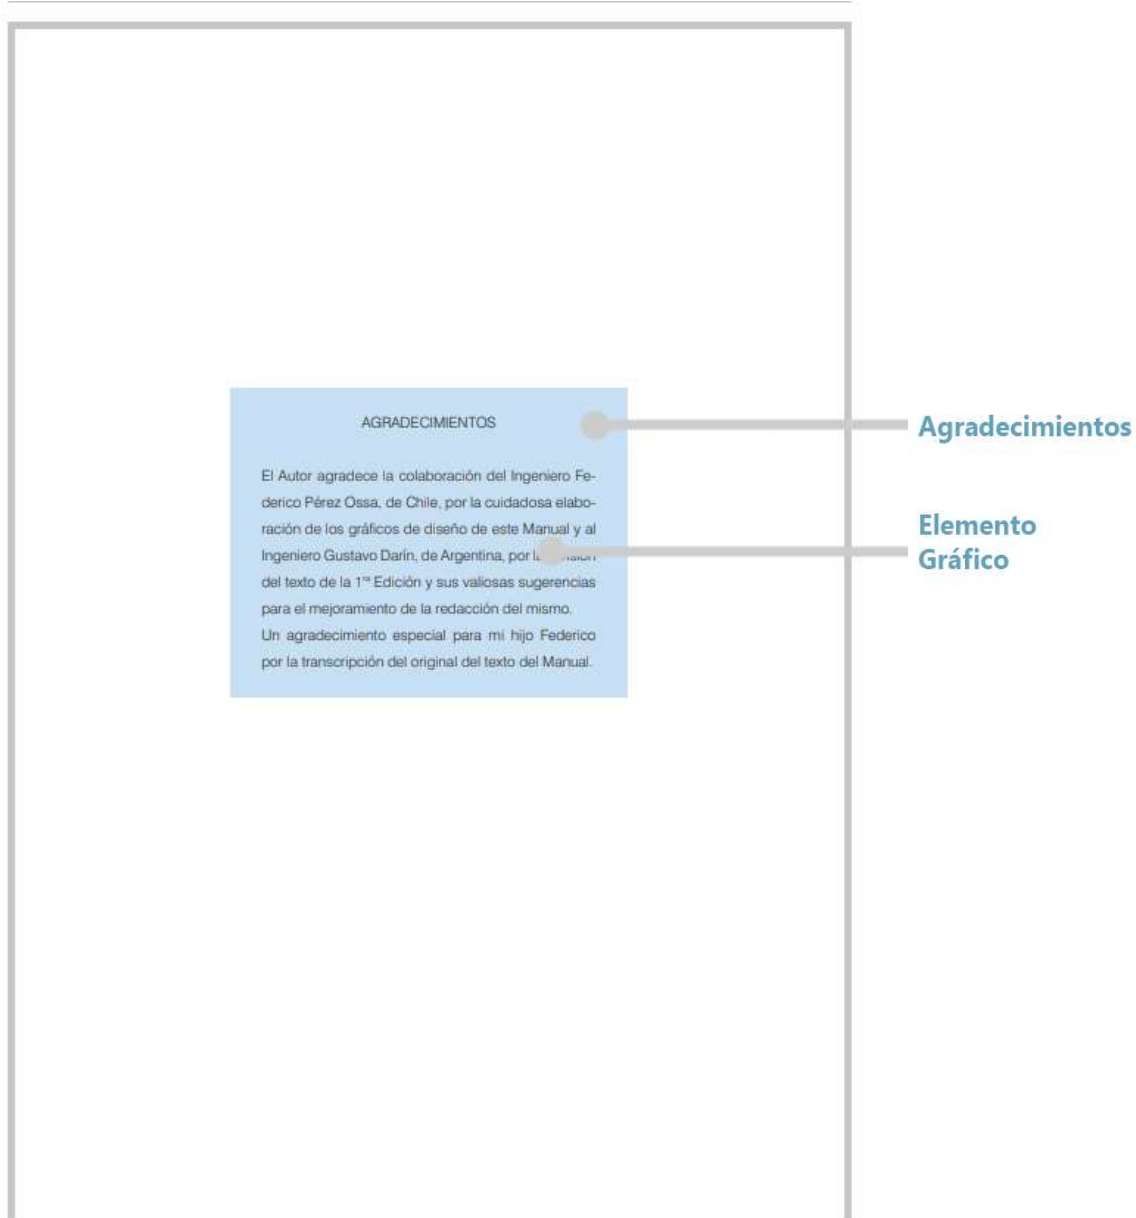 AGRADECIMIENTOS
El Autor agradece la colaboración del Ingeniero Fe-
derico Pérez Ossa, de Chile, por la cuidadosa elabo-
ración de los gráficos de diseño de este Manual y al
Ingeniero Gustavo Darín, de Argentina, por
del texto de la 1ʳᵃ Edición y sus valiosas sugerencias
para el mejoramiento de la redacción del mismo.
Un agradecimiento especial para mi hijo Federico
por la transcripción del original del texto del Manual.
Agradecimientos
Elemento
Gráfico